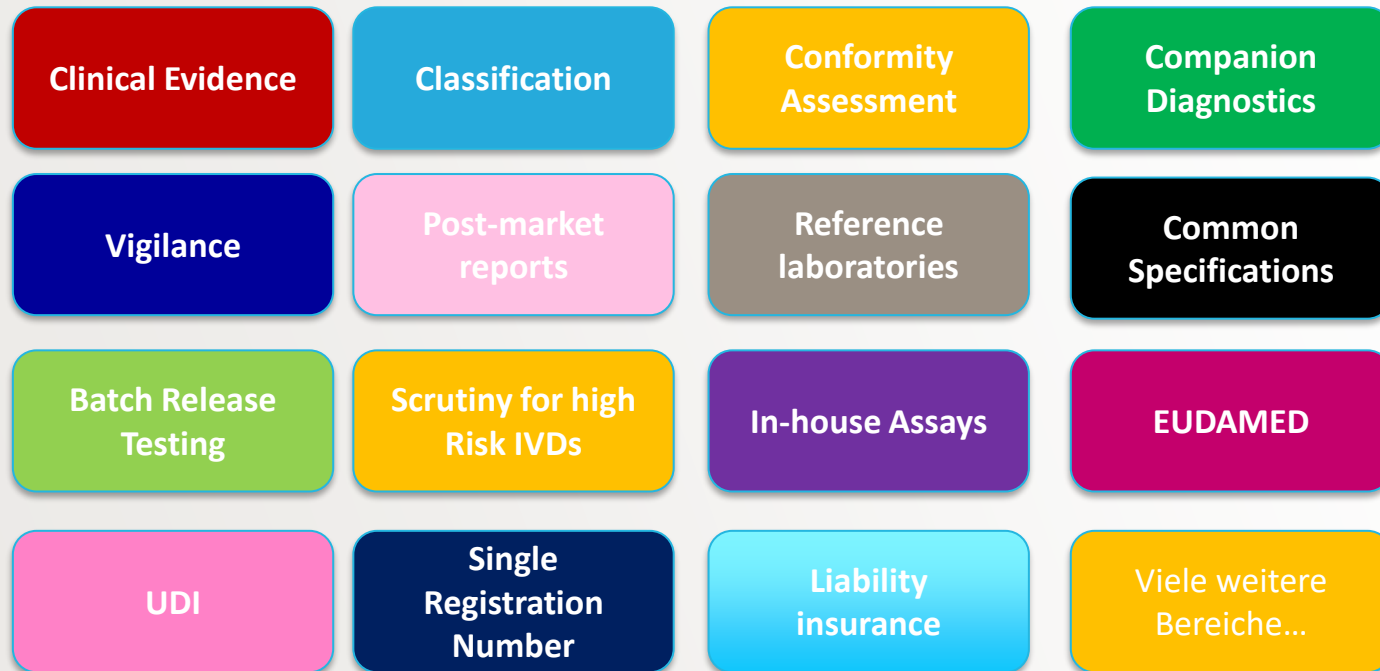 Clinical Evidence
Classification
Conformity
Assessment
Companion
Diagnostics
Vigilance
Post-market
reports
Reference
laboratories
Common
Specifications
Batch Release
Testing
Scrutiny for high
Risk IVDs
In-house Assays
EUDAMED
UDI
Single
Registration
Number
Liability
insurance
Viele weitere
Bereiche…